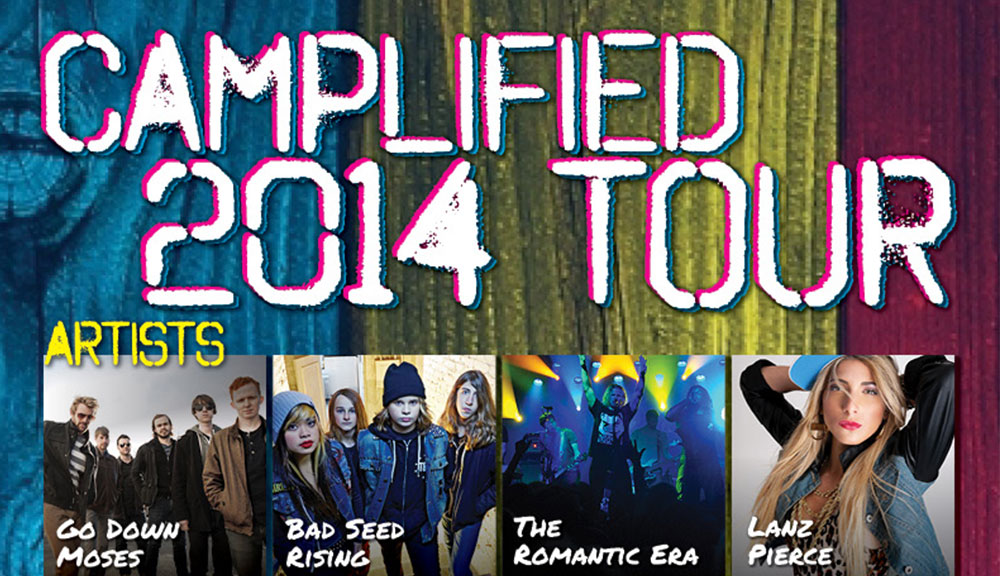 CAMPLIFIED
2014 TOUR
ARTISTS
GO DOWN
MOSES
BAD SEED
RISING
THE
ROMANTIC ERA
LANZ
PIERCE